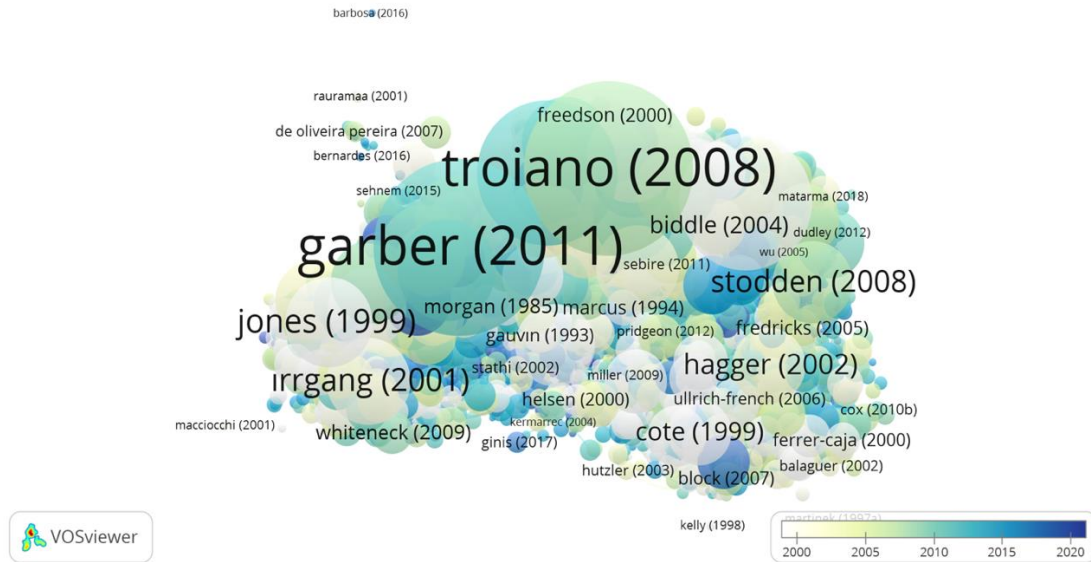 barbosa (2016)
rauramaa (2001)
freedson (2000)
de oliveira pereira (2007)
bernardes (2016)
troiano (2008)
sehnem (2015)
matarma (2018)
biddle (2004)
dudley (2012)
garber (2011)
wu (2005)
sebire (2011)
stodden (2008)
morgan (1985)
marcus (1994)
jones (1999)
pridgeon (2012)
fredricks (2005)
gauvin (1993)
stathi (2002)
hagger (2002)
irrgang (2001)
miller (2009)
helsen (2000)
ullrich-french (2006)
cox (2010b)
macciocchi (2001)
kermarrec (2004)
whiteneck (2009)
ginis (2017)
cote (1999)
ferrer-caja (2000)
hutzler (2003)
block (2007)
balaguer (2002)
kelly (1998)
martinek (1997a)
VOSviewer
2000 2005 2010 2015 2020